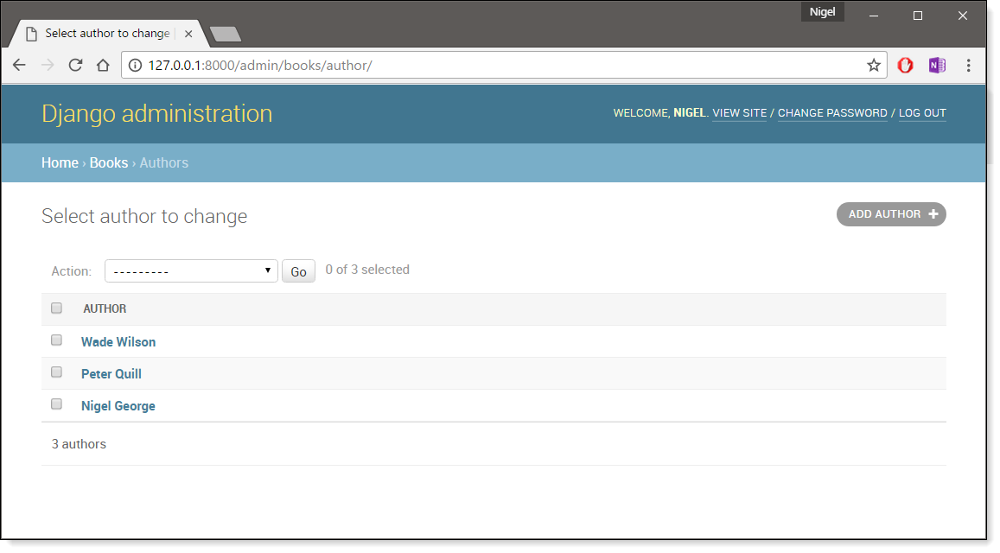 Nigel
Select author to change
127.0.0.1:8000/admin/books/author/
N
Django administration
WELCOME, NIGEL. VIEW SITE / CHANGE PASSWORD / LOG OUT
Home › Books › Authors
Select author to change
ADD AUTHOR +
Action: --------- Go 0 of 3 selected
AUTHOR
Wade Wilson
Peter Quill
Nigel George
3 authors